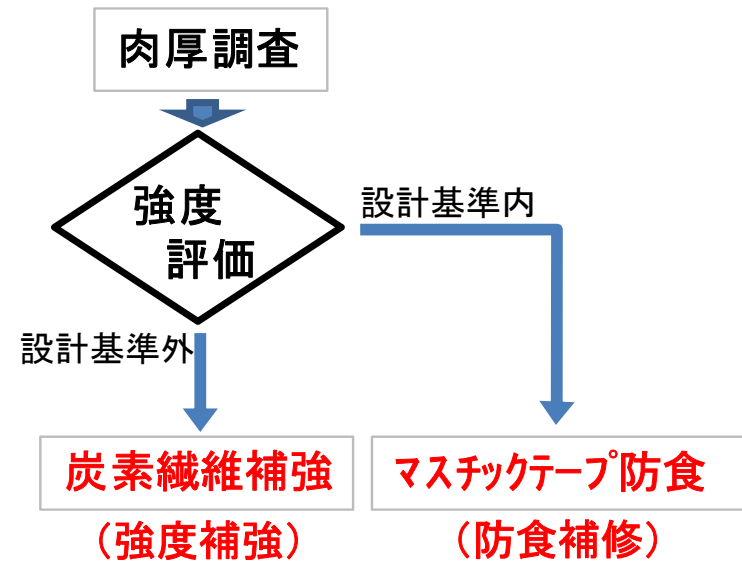 肉厚調査
強度
評価
設計基準内
設計基準外
炭素繊維補強
(強度補強)
マスチックテープ防食
(防食補修)